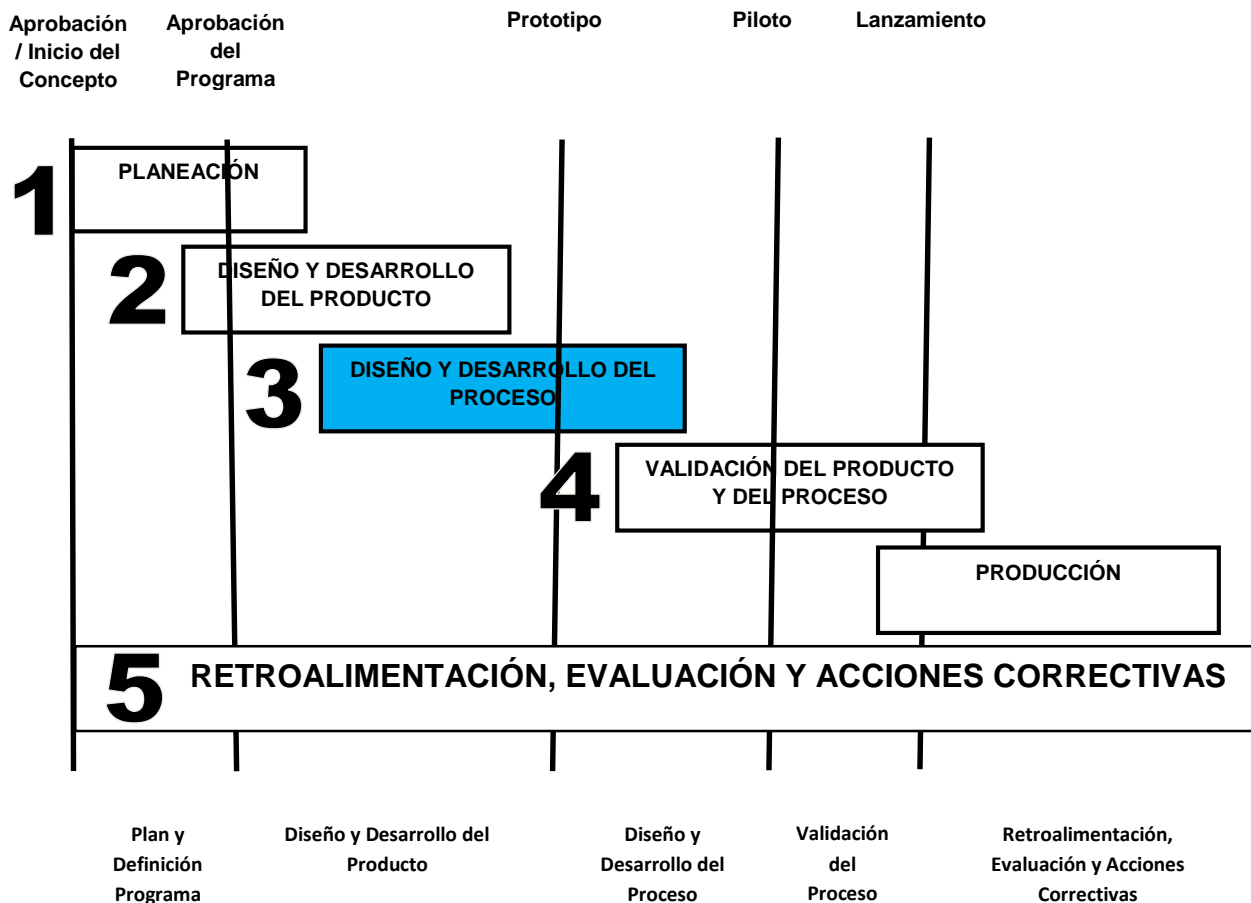 Aprobación
/ Inicio del
Concepto
Aprobación
del
Programa
Prototipo
Piloto
Lanzamiento
1
PLANEACIÓN
2
DISEÑO Y DESARROLLO
DEL PRODUCTO
3
DISEÑO Y DESARROLLO DEL
PROCESO
4
VALIDACIÓN DEL PRODUCTO
Y DEL PROCESO
PRODUCCIÓN
5
RETROALIMENTACIÓN, EVALUACIÓN Y ACCIONES CORRECTIVAS
Plan y
Definición
Programa
Diseño y Desarrollo del
Producto
Diseño y
Desarrollo del
Proceso
Validación
del
Proceso
Retroalimentación,
Evaluación y Acciones
Correctivas